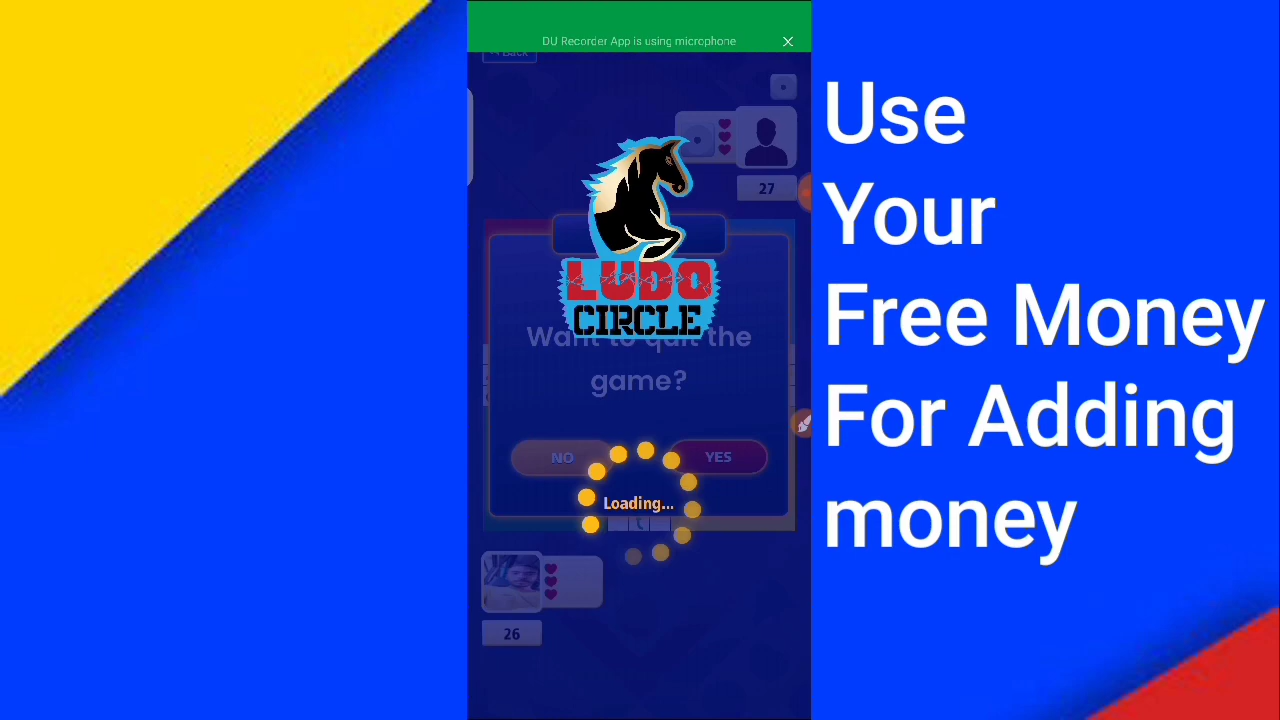 DU Recorder App is using microphone
Back
27
LUDO
CIRCLE
Want to quit the
game?
NO
YES
Loading...
26
Use
Your
Free Money
For Adding
money